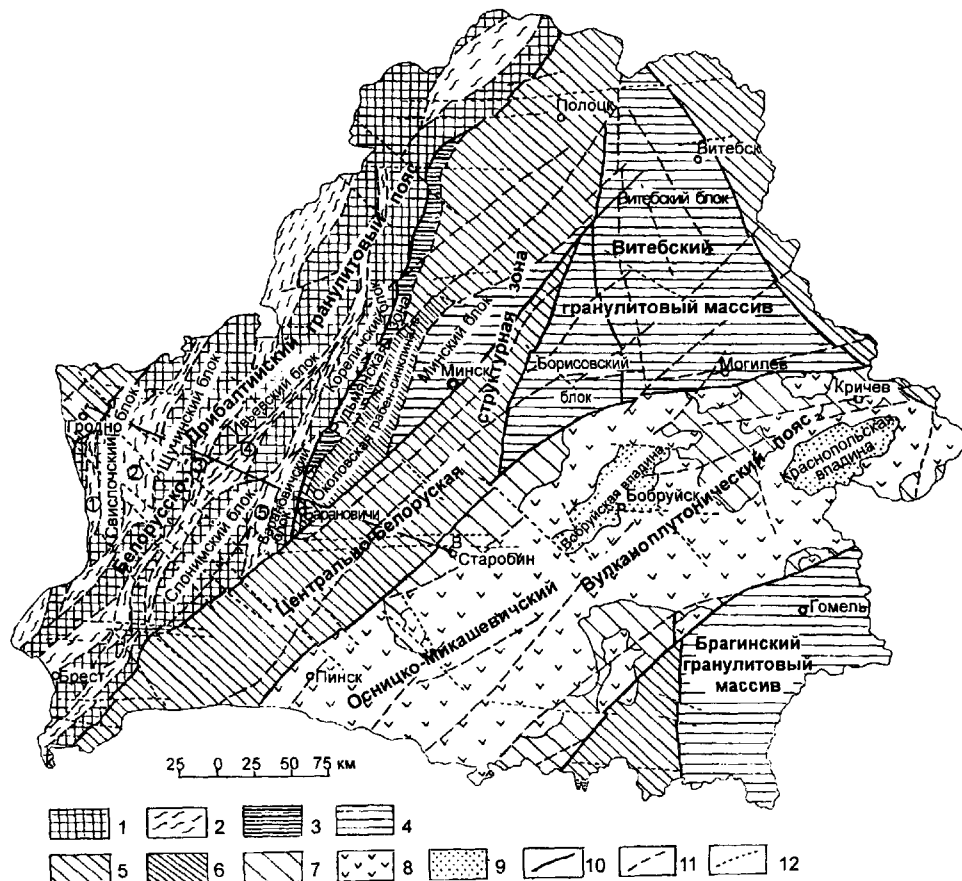 Полоцк
Витебск
Витебский блок
Витебский
гранулитовый массив
Белорусско-Прибалтийский гранулитовый пояс
структурная зона
Минский блок
Минск
Борисовский
блок
Могилев
Кричев
Краснопольская
впадина
Гродно
блок
Щучинский блок
Ивьевский блок
Кореличский блок
Свислочский
Слонимский блок
Барановичи
Бобруйск
Бобруйская впадина
Центрально-Белорусская
В
Старобин
Вулканоплутонический пояс
Осницко-Микашевичский
Гомель
Брагинский
гранулитовый
массив
Брест
Пинск
25 0 25 50 75 км
1 2 3 4
5 6 7 8 9 10 11 12